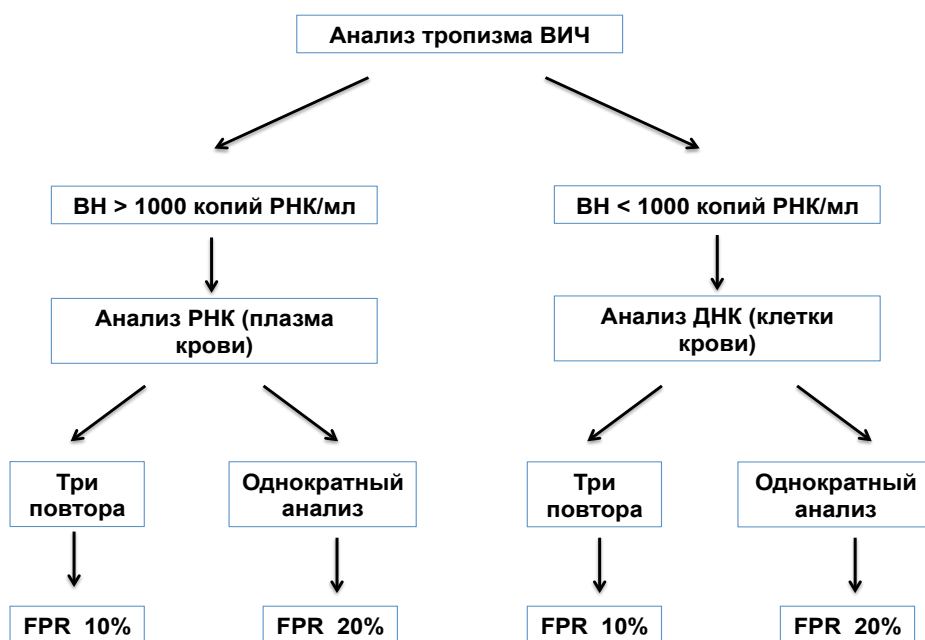 Анализ тропизма ВИЧ
ВН > 1000 копий РНК/мл
ВН < 1000 копий РНК/мл
Анализ РНК (плазма
крови)
Анализ ДНК (клетки
крови)
Три
повтора
Однократный
анализ
Три
повтора
Однократный
анализ
FPR 10%
FPR 20%
FPR 10%
FPR 20%